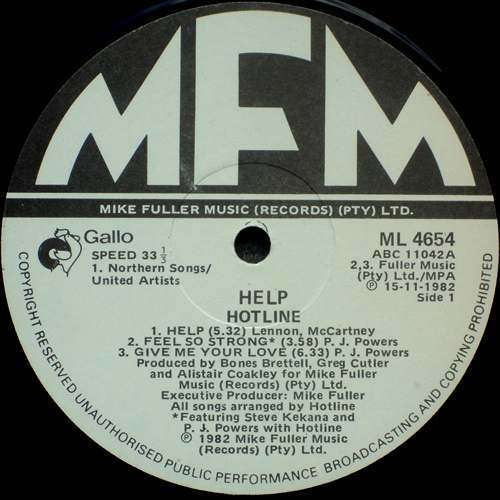 MFM
MIKE FULLER MUSIC (RECORDS) (PTY) LTD.
Gallo
SPEED 33 1/3
1. Northern Songs/
United Artists
ML 4654
ABC 11042A
2,3. Fuller Music
(Pty) Ltd./MPA
Ⓟ 15-11-1982
Side 1
HELP
HOTLINE
1. HELP (5.32) Lennon, McCartney
2. FEEL SO STRONG* (3.58) P. J. Powers
3. GIVE ME YOUR LOVE (6.33) P. J. Powers
Produced by Bones Brettell, Greg Cutler
and Alistair Coakley for Mike Fuller
Music (Records) (Pty) Ltd.
Executive Producer: Mike Fuller
All songs arranged by Hotline
*Featuring Steve Kekana and
P. J. Powers with Hotline
Ⓟ 1982 Mike Fuller Music
(Records) (Pty) Ltd.
COPYRIGHT RESERVED UNAUTHORISED PUBLIC PERFORMANCE BROADCASTING AND COPYING PROHIBITED